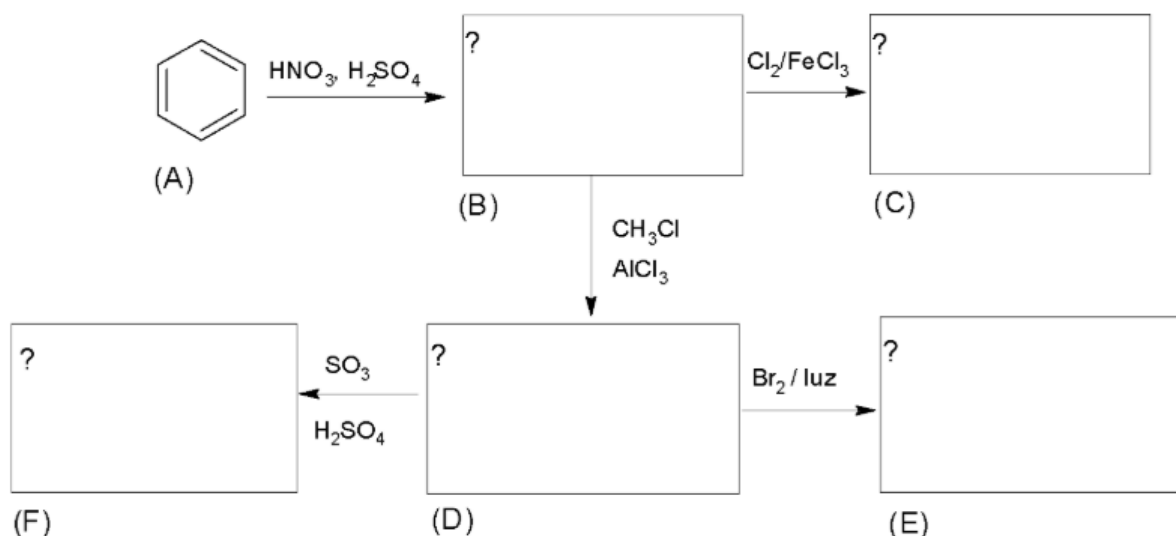 HNO3, H2SO4
(A)
?
(B)
Cl2/FeCl3
?
(C)
CH3Cl
AlCl3
?
(F)
SO3
H2SO4
?
(D)
Br2 / luz
?
(E)